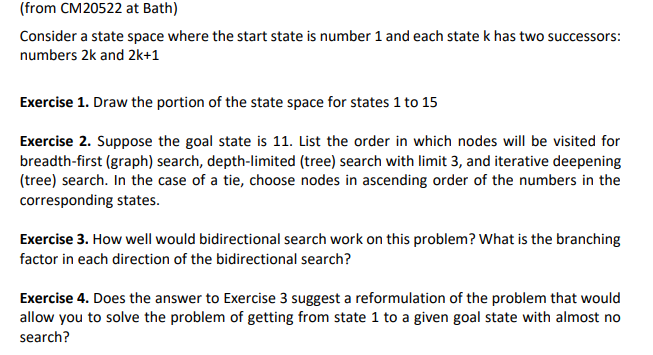 (from CM20522 at Bath)
Consider a state space where the start state is number 1 and each state k has two successors:
numbers 2k and 2k+1
Exercise 1. Draw the portion of the state space for states 1 to 15
Exercise 2. Suppose the goal state is 11. List the order in which nodes will be visited for
breadth-first (graph) search, depth-limited (tree) search with limit 3, and iterative deepening
(tree) search. In the case of a tie, choose nodes in ascending order of the numbers in the
corresponding states.
Exercise 3. How well would bidirectional search work on this problem? What is the branching
factor in each direction of the bidirectional search?
Exercise 4. Does the answer to Exercise 3 suggest a reformulation of the problem that would
allow you to solve the problem of getting from state 1 to a given goal state with almost no
search?